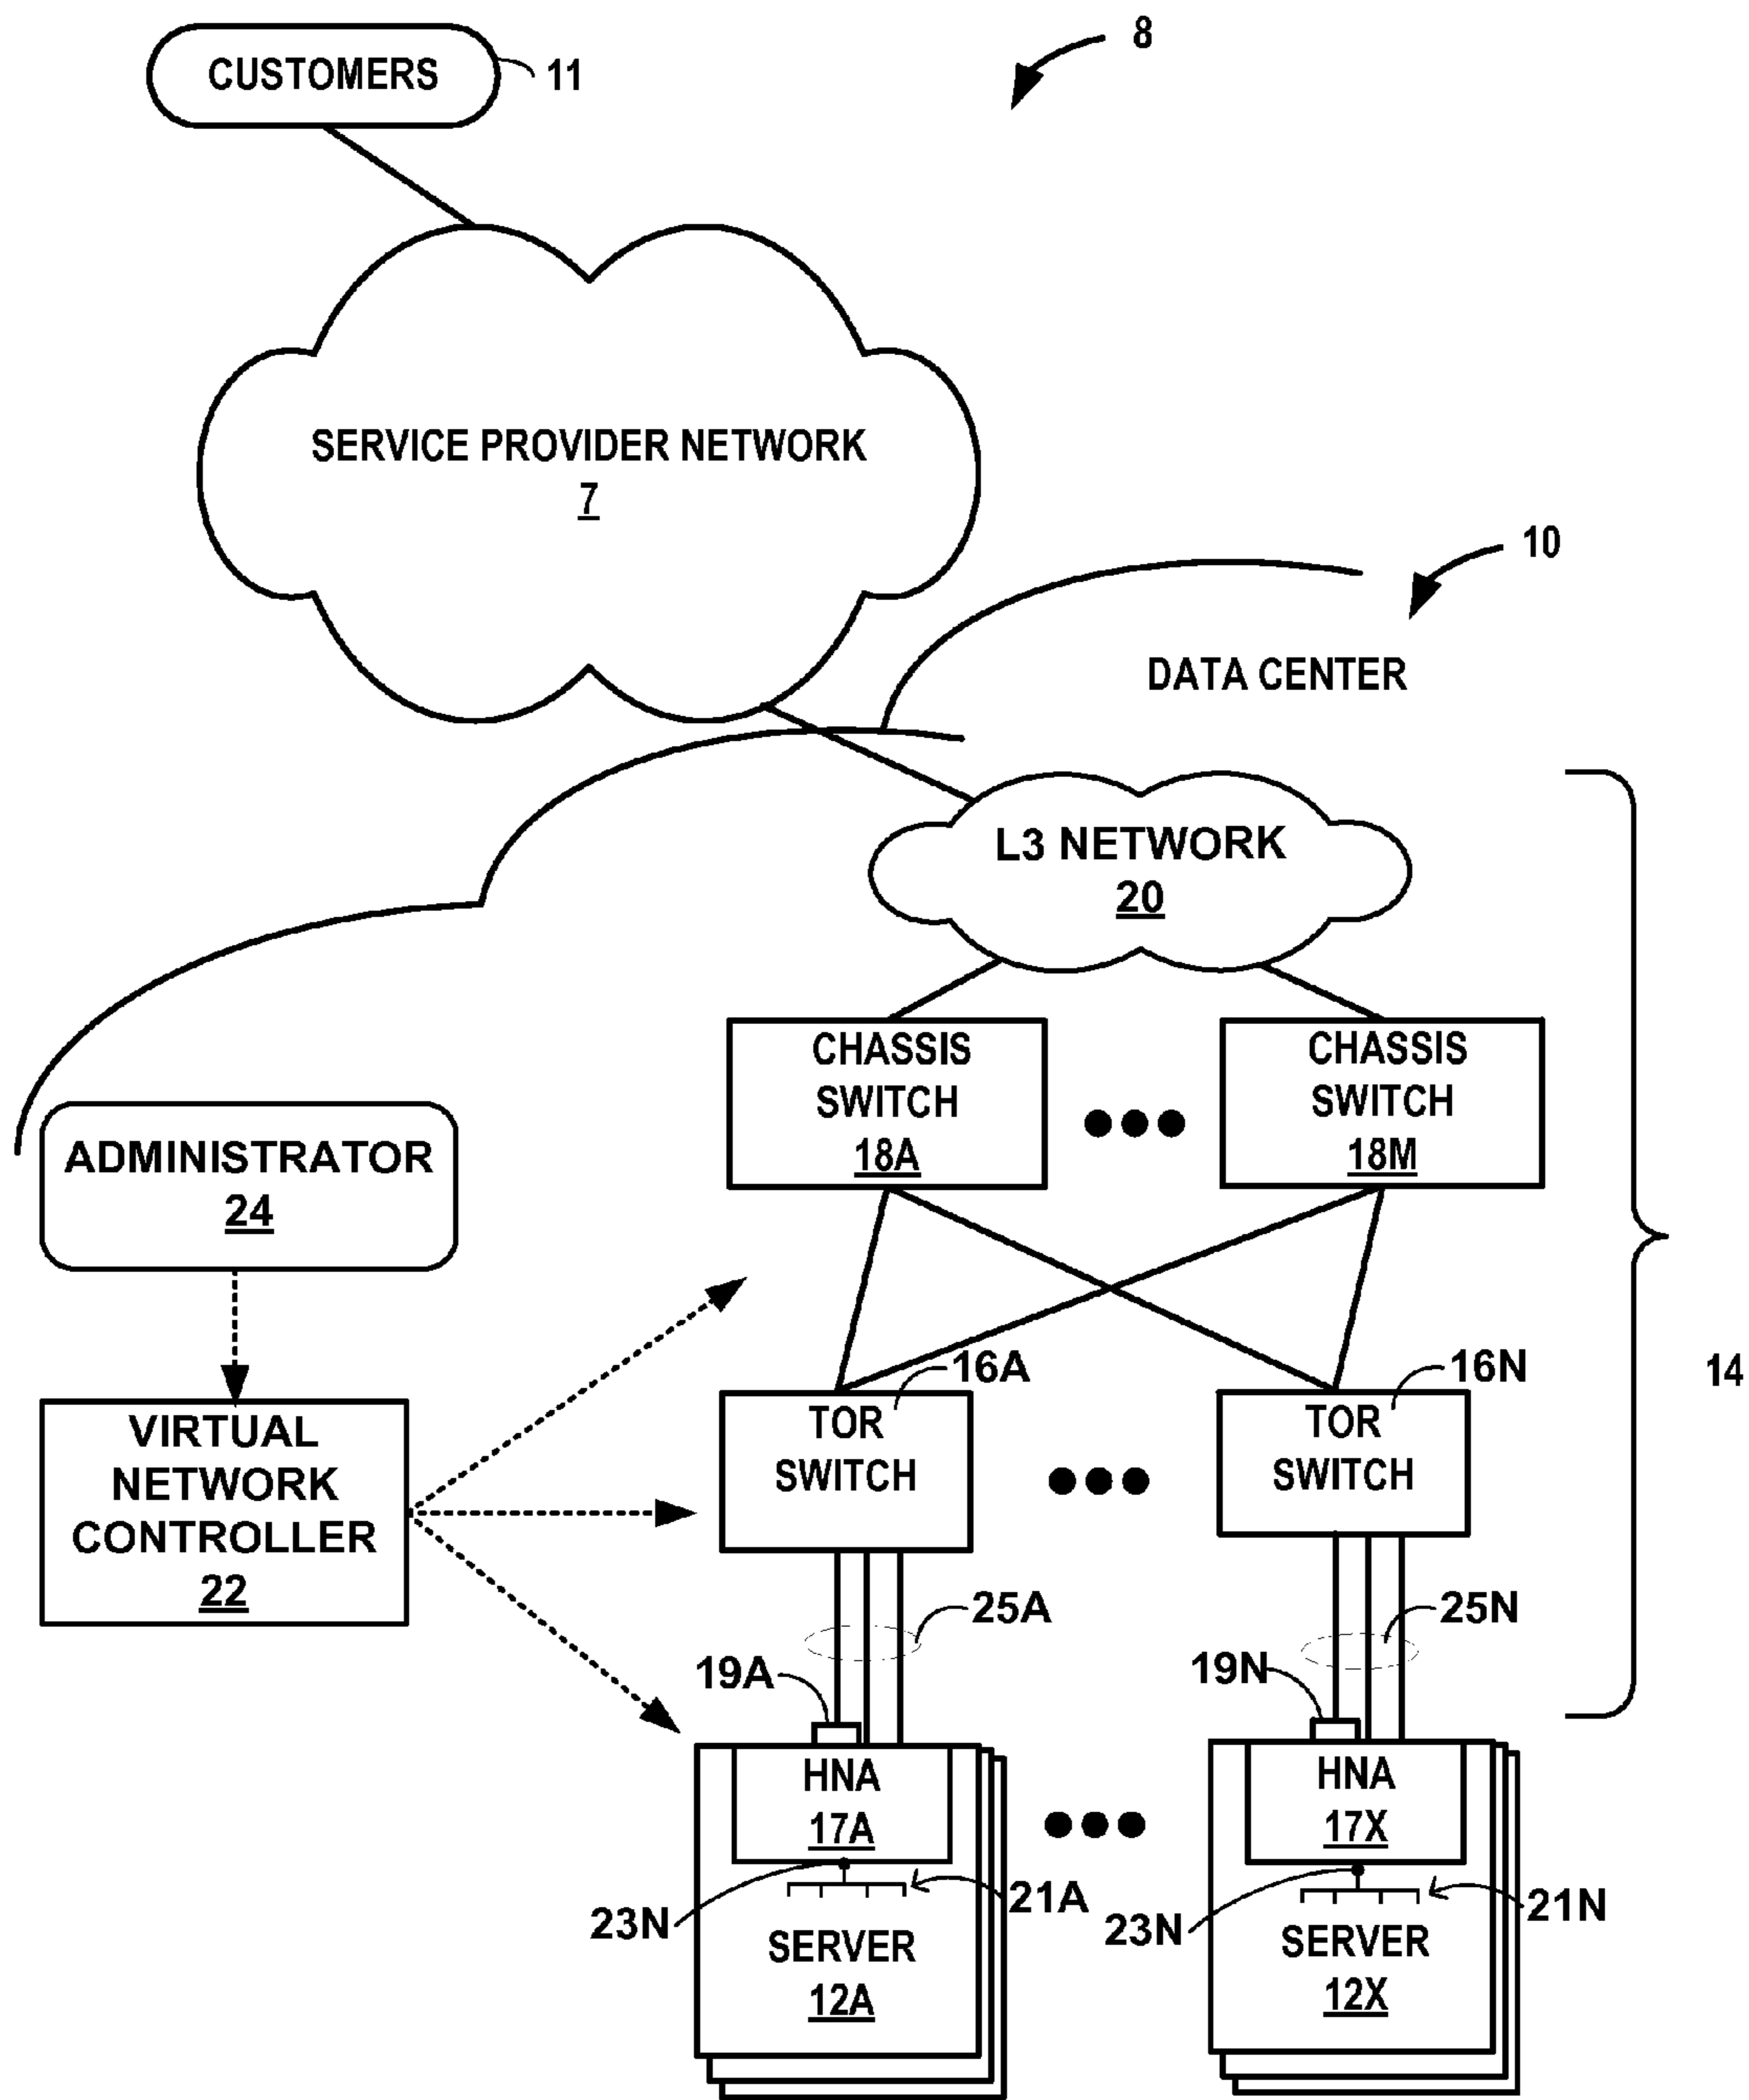 8
CUSTOMERS
11
SERVICE PROVIDER NETWORK
7
10
DATA CENTER
L3 NETWORK
20
CHASSIS
SWITCH
18A
CHASSIS
SWITCH
18M
ADMINISTRATOR
24
14
16A
TOR
SWITCH
16N
TOR
SWITCH
VIRTUAL
NETWORK
CONTROLLER
22
25A
25N
19A
19N
HNA
17A
HNA
17X
23N
21A
23N
21N
SERVER
12A
SERVER
12X